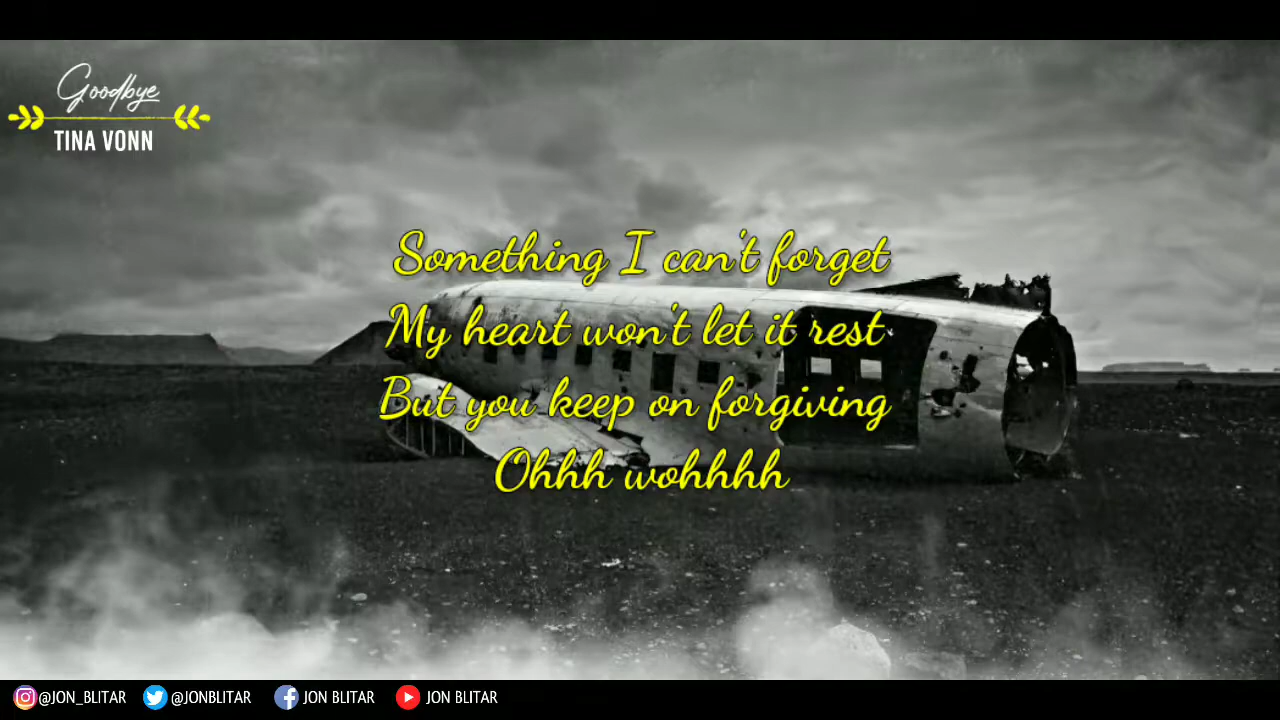 Goodbye
TINA VONN
Something I can't forget
My heart won't let it rest
But you keep on forgiving
Ohhh wohhhh
@JON_BLITAR @JONBLITAR JON BLITAR JON BLITAR